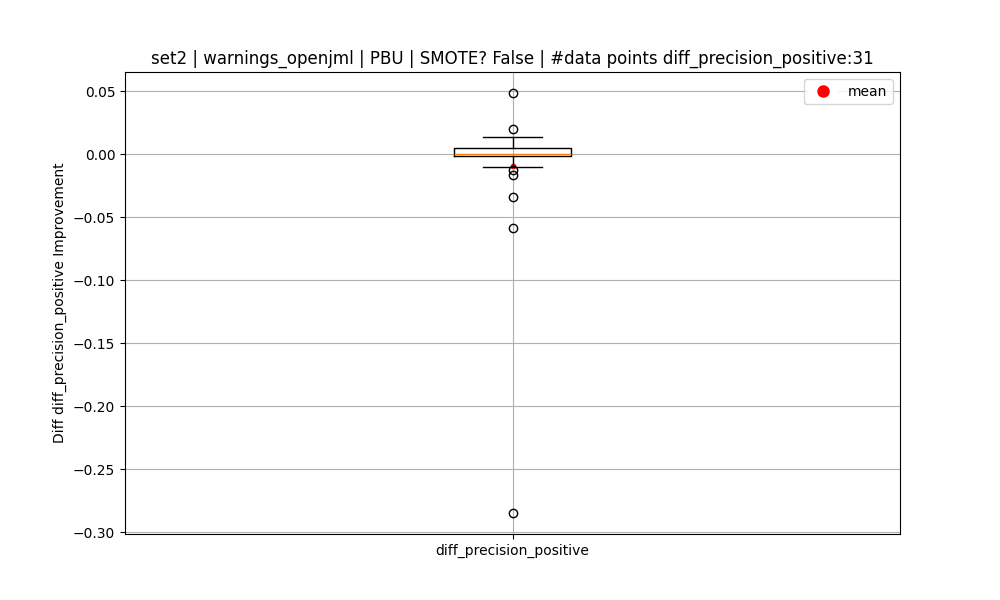 set2 | warnings_openjml | PBU | SMOTE? False | #data points diff_precision_positive:31
mean
Diff diff_precision_positive Improvement
0.05
0.00
−0.05
−0.10
−0.15
−0.20
−0.25
−0.30
diff_precision_positive